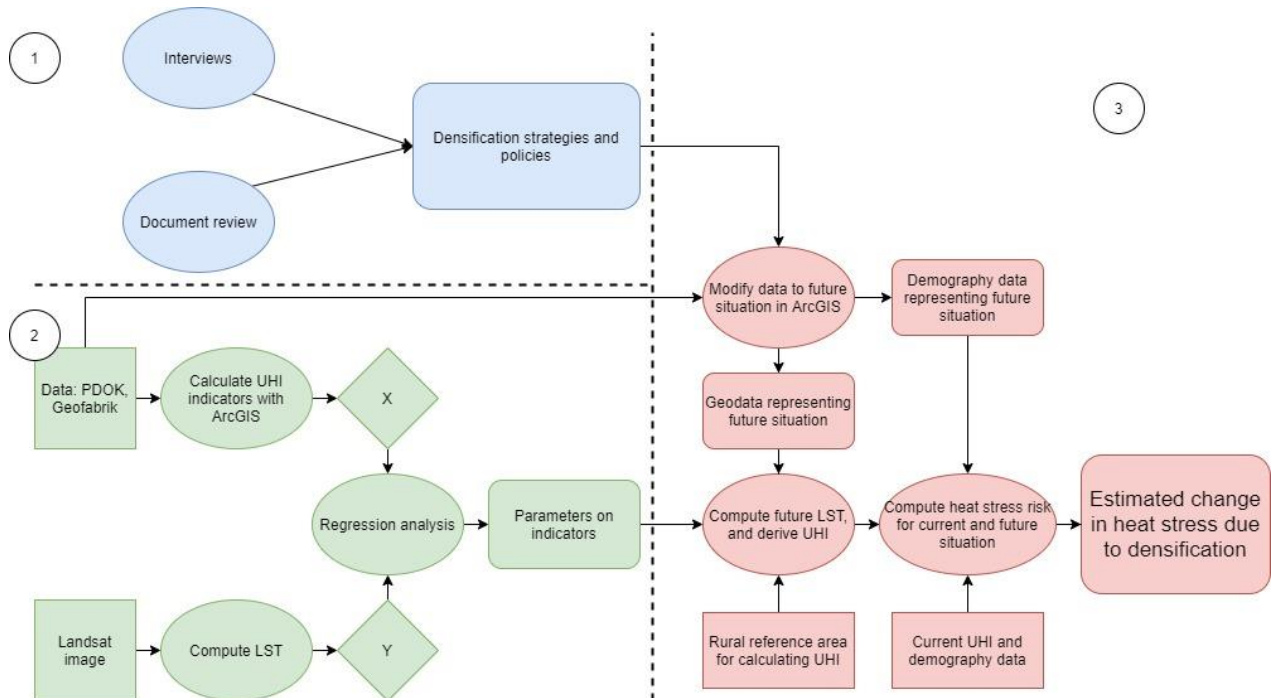 1
Interviews
Document review
Densification strategies and
policies
2
Data: PDOK,
Geofabrik
Calculate UHI
indicators with
ArcGIS
X
Regression analysis
Parameters on
indicators
Landsat
image
Compute LST
Y
3
Modify data to future
situation in ArcGIS
Demography data
representing future
situation
Geodata representing
future situation
Compute future LST,
and derive UHI
Compute heat stress risk
for current and future
situation
Estimated change
in heat stress due
to densification
Rural reference area
for calculating UHI
Current UHI and
demography data